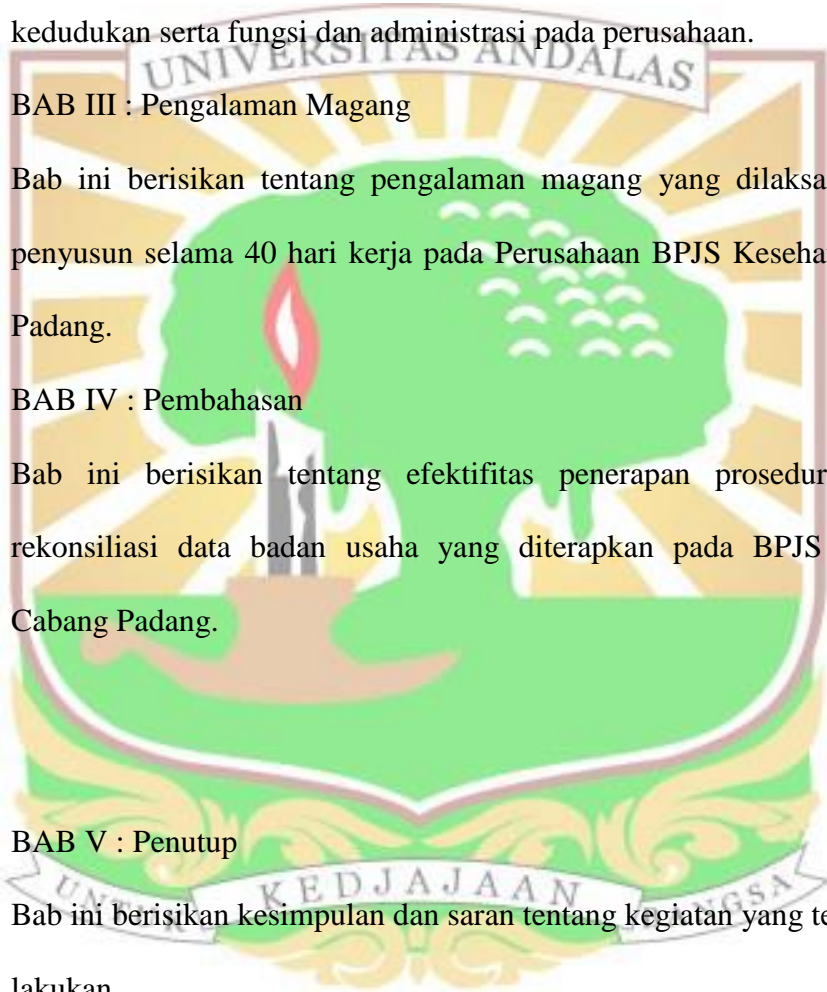 kedudukan serta fungsi dan administrasi pada perusahaan.
UNIVERSITAS ANDALAS
BAB III : Pengalaman Magang
Bab ini berisikan tentang pengalaman magang yang dilaksa
penyusun selama 40 hari kerja pada Perusahaan BPJS Keseha
Padang.
BAB IV : Pembahasan
Bab ini berisikan tentang efektifitas penerapan prosedur
rekonsiliasi data badan usaha yang diterapkan pada BPJS
Cabang Padang.
BAB V : Penutup
UNTUK KEDJAJAAN BANGSA
Bab ini berisikan kesimpulan dan saran tentang kegiatan yang te
lakukan